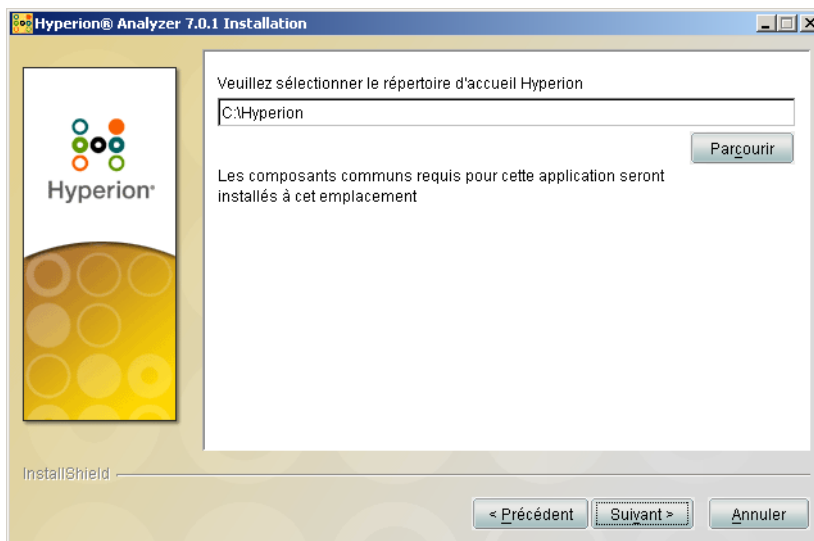 Hyperion® Analyzer 7.0.1 Installation
Veuillez sélectionner le répertoire d'accueil Hyperion
C:\Hyperion
Parcourir
Les composants communs requis pour cette application seront
installés à cet emplacement
Hyperion®
InstallShield
< Précédent
Suivant >
Annuler